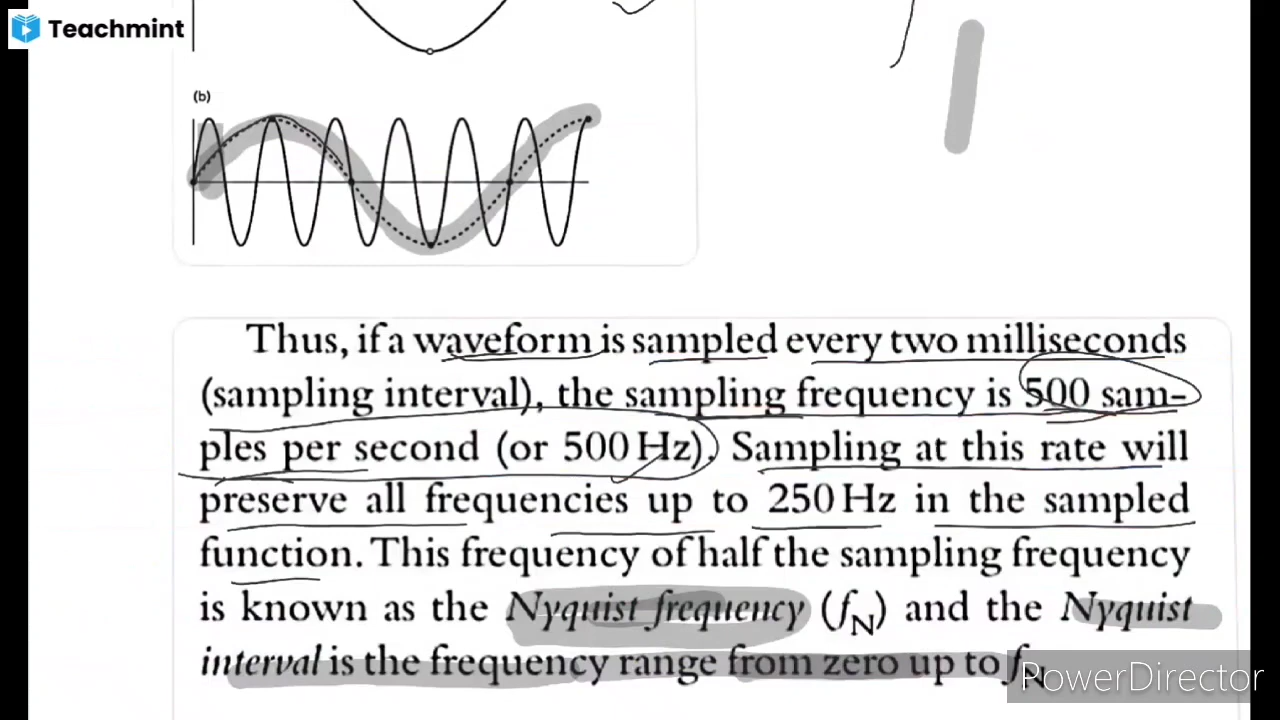 Teachmint
(b)
Thus, if a waveform is sampled every two milliseconds
(sampling interval), the sampling frequency is 500 sam-
ples per second (or 500 Hz). Sampling at this rate will
preserve all frequencies up to 250 Hz in the sampled
function. This frequency of half the sampling frequency
is known as the Nyquist frequency (fN) and the Nyquist
interval is the frequency range from zero up to fN
PowerDirector